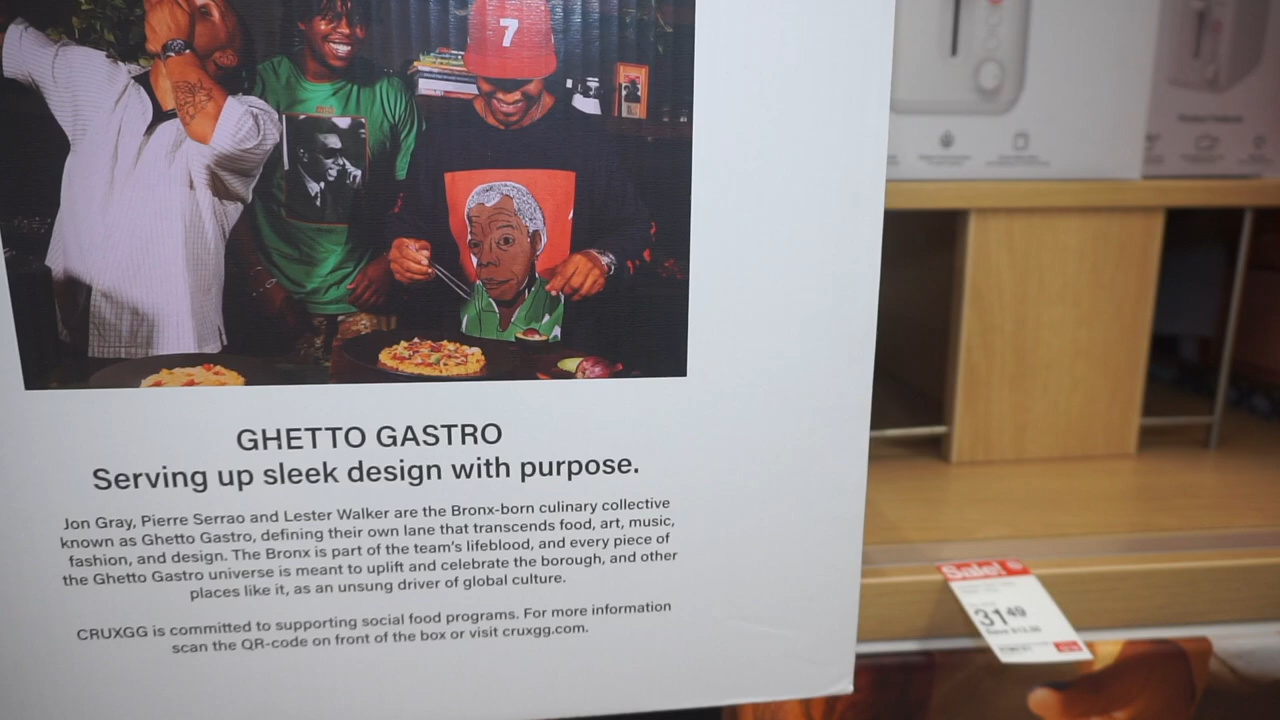 7
GHETTO GASTRO
Serving up sleek design with purpose.
Jon Gray, Pierre Serrao and Lester Walker are the Bronx-born culinary collective
known as Ghetto Gastro, defining their own lane that transcends food, art, music,
fashion, and design. The Bronx is part of the team's lifeblood, and every piece of
the Ghetto Gastro universe is meant to uplift and celebrate the borough, and other
places like it, as an unsung driver of global culture.
CRUXGG is committed to supporting social food programs. For more information
scan the QR-code on front of the box or visit cruxgg.com.
Sale!
31 49